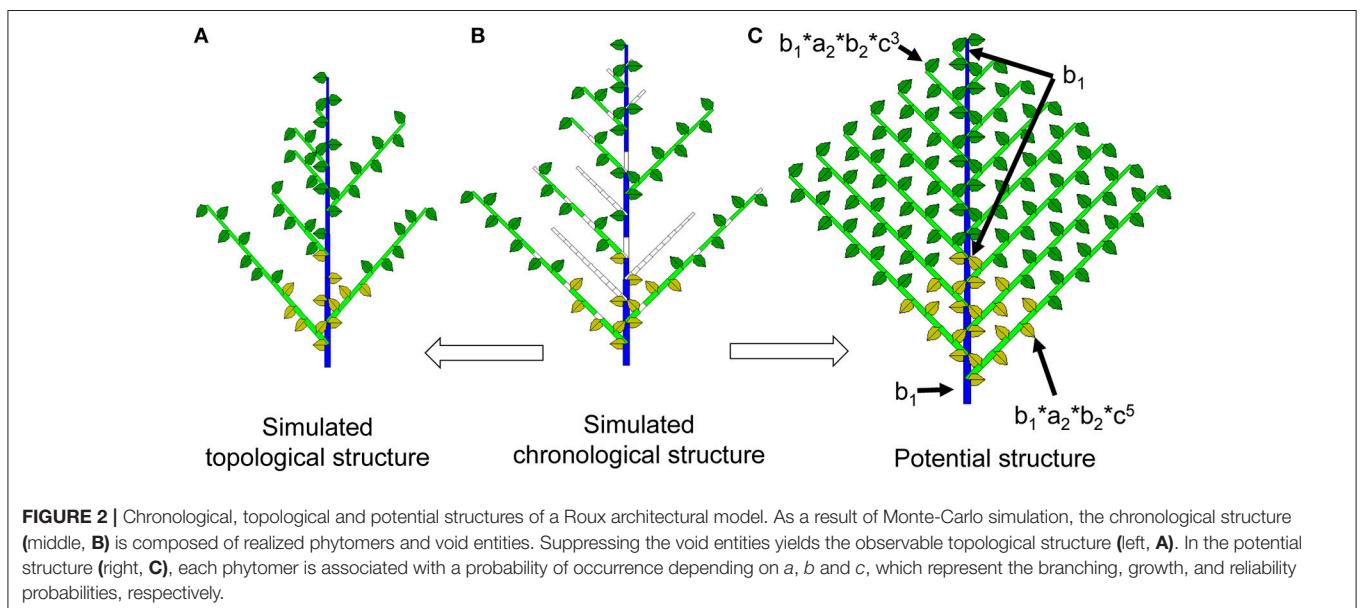 A
B
C
b₁*a₂*b₂*c³
b₁
b₁
b₁*a₂*b₂*c⁵
Simulated
topological structure
Simulated
chronological structure
Potential structure
FIGURE 2 | Chronological, topological and potential structures of a Roux architectural model. As a result of Monte-Carlo simulation, the chronological structure
(middle, B) is composed of realized phytomers and void entities. Suppressing the void entities yields the observable topological structure (left, A). In the potential
structure (right, C), each phytomer is associated with a probability of occurrence depending on a, b and c, which represent the branching, growth, and reliability
probabilities, respectively.